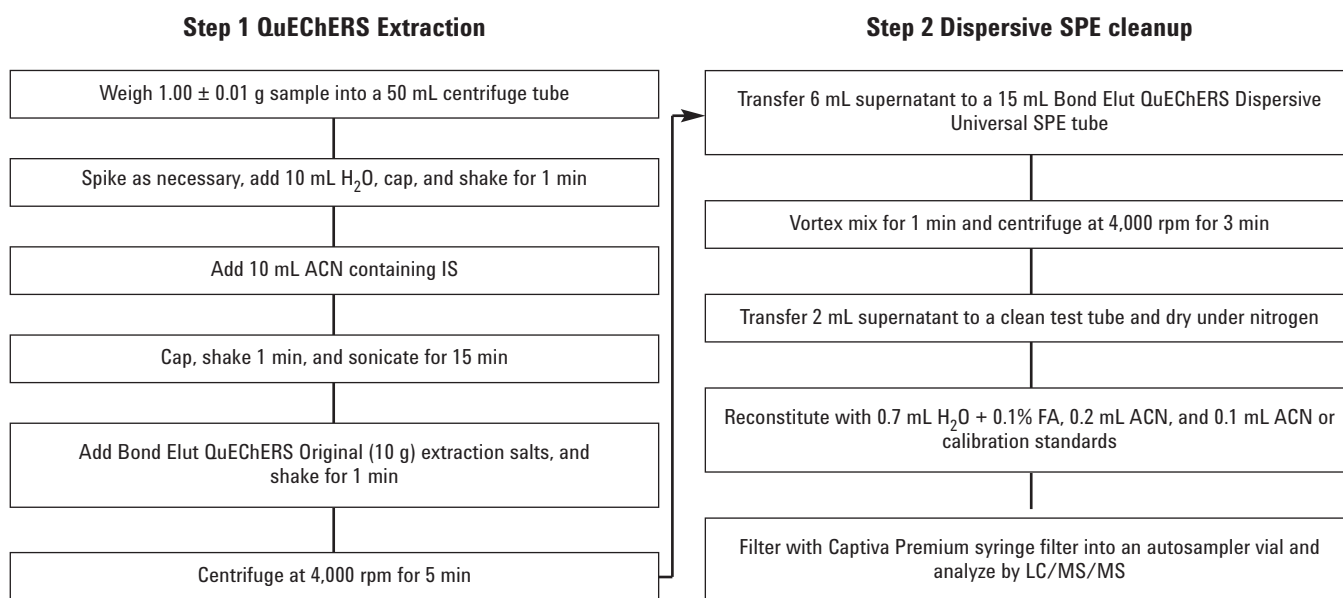 Step 1 QuEChERS Extraction
Weigh 1.00 ± 0.01 g sample into a 50 mL centrifuge tube
Spike as necessary, add 10 mL H₂O, cap, and shake for 1 min
Add 10 mL ACN containing IS
Cap, shake 1 min, and sonicate for 15 min
Add Bond Elut QuEChERS Original (10 g) extraction salts, and
shake for 1 min
Centrifuge at 4,000 rpm for 5 min
Step 2 Dispersive SPE cleanup
Transfer 6 mL supernatant to a 15 mL Bond Elut QuEChERS Dispersive
Universal SPE tube
Vortex mix for 1 min and centrifuge at 4,000 rpm for 3 min
Transfer 2 mL supernatant to a clean test tube and dry under nitrogen
Reconstitute with 0.7 mL H₂O + 0.1% FA, 0.2 mL ACN, and 0.1 mL ACN or
calibration standards
Filter with Captiva Premium syringe filter into an autosampler vial and
analyze by LC/MS/MS